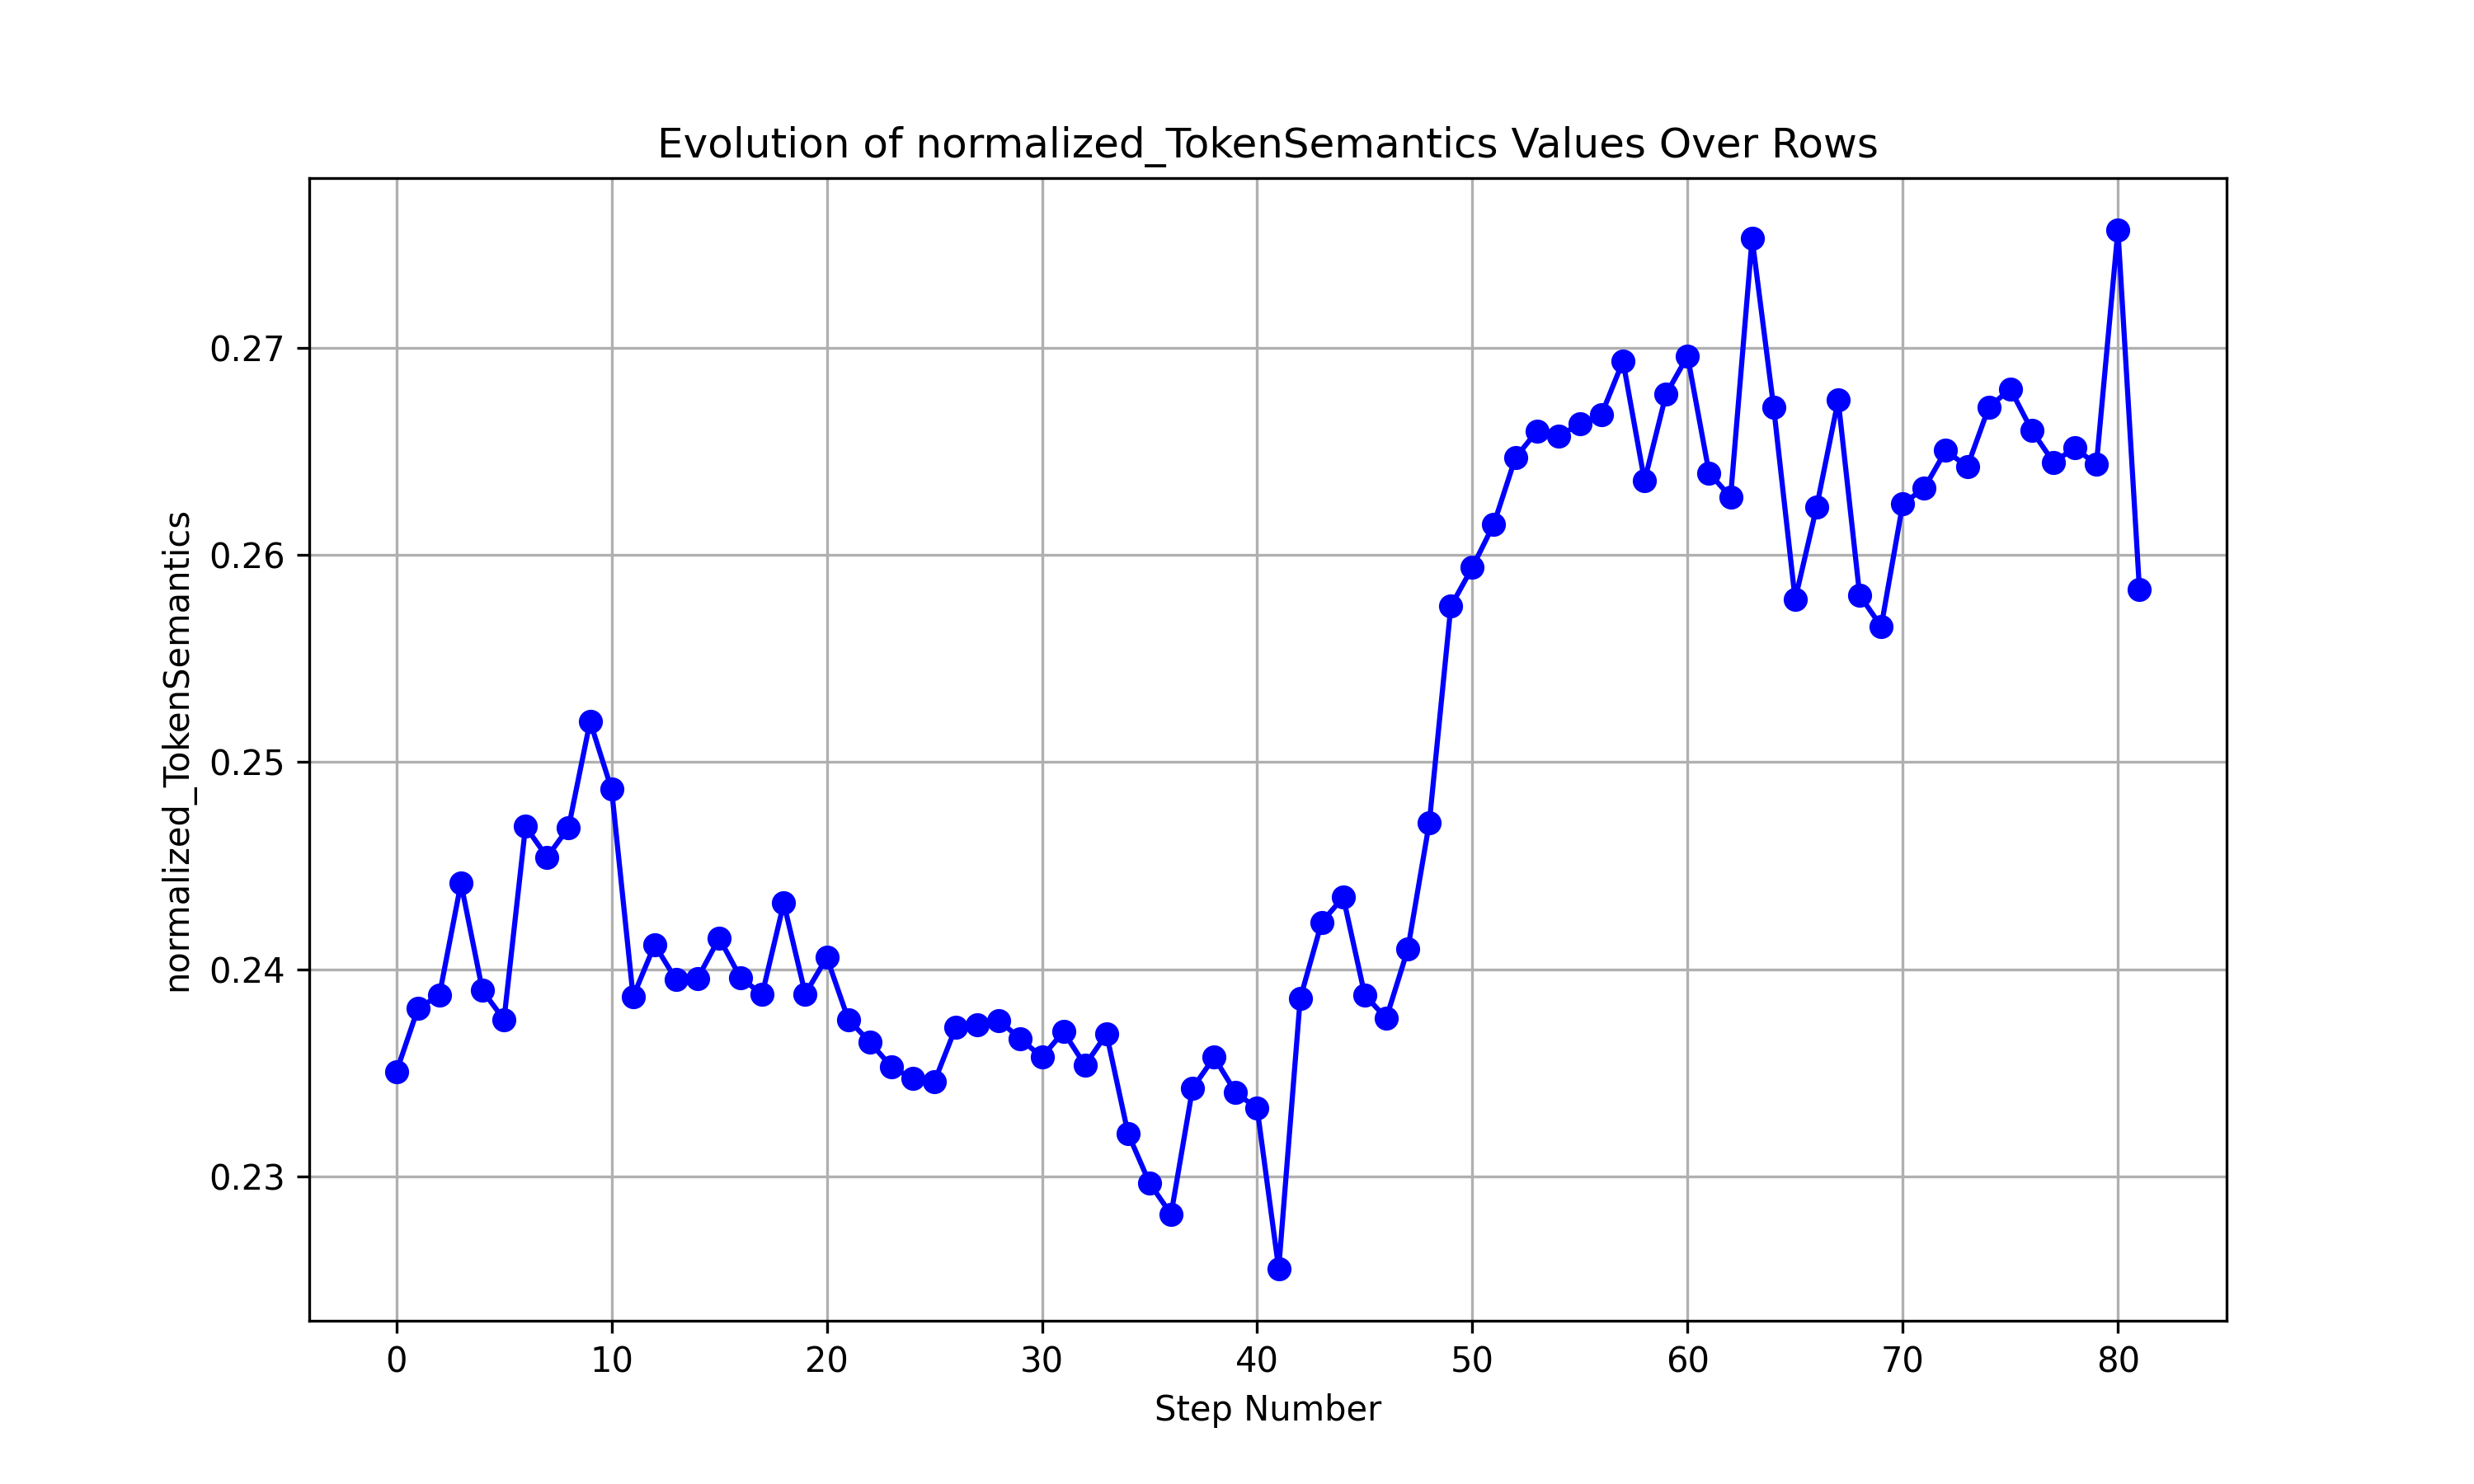 Evolution of normalized_TokenSemantics Values Over Rows
normalized_TokenSemantics
0.27
0.26
0.25
0.24
0.23
0 10 20 30 40 50 60 70 80
Step Number